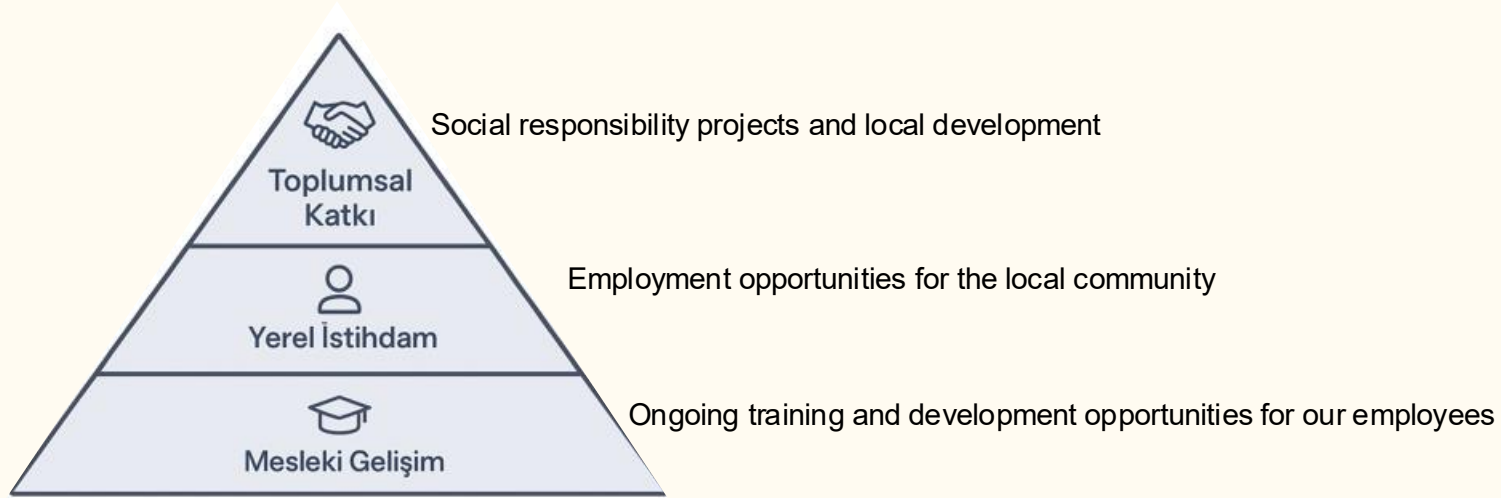 Social responsibility projects and local development
Toplumsal
Katkı
Employment opportunities for the local community
Yerel İstihdam
Ongoing training and development opportunities for our employees
Mesleki Gelişim